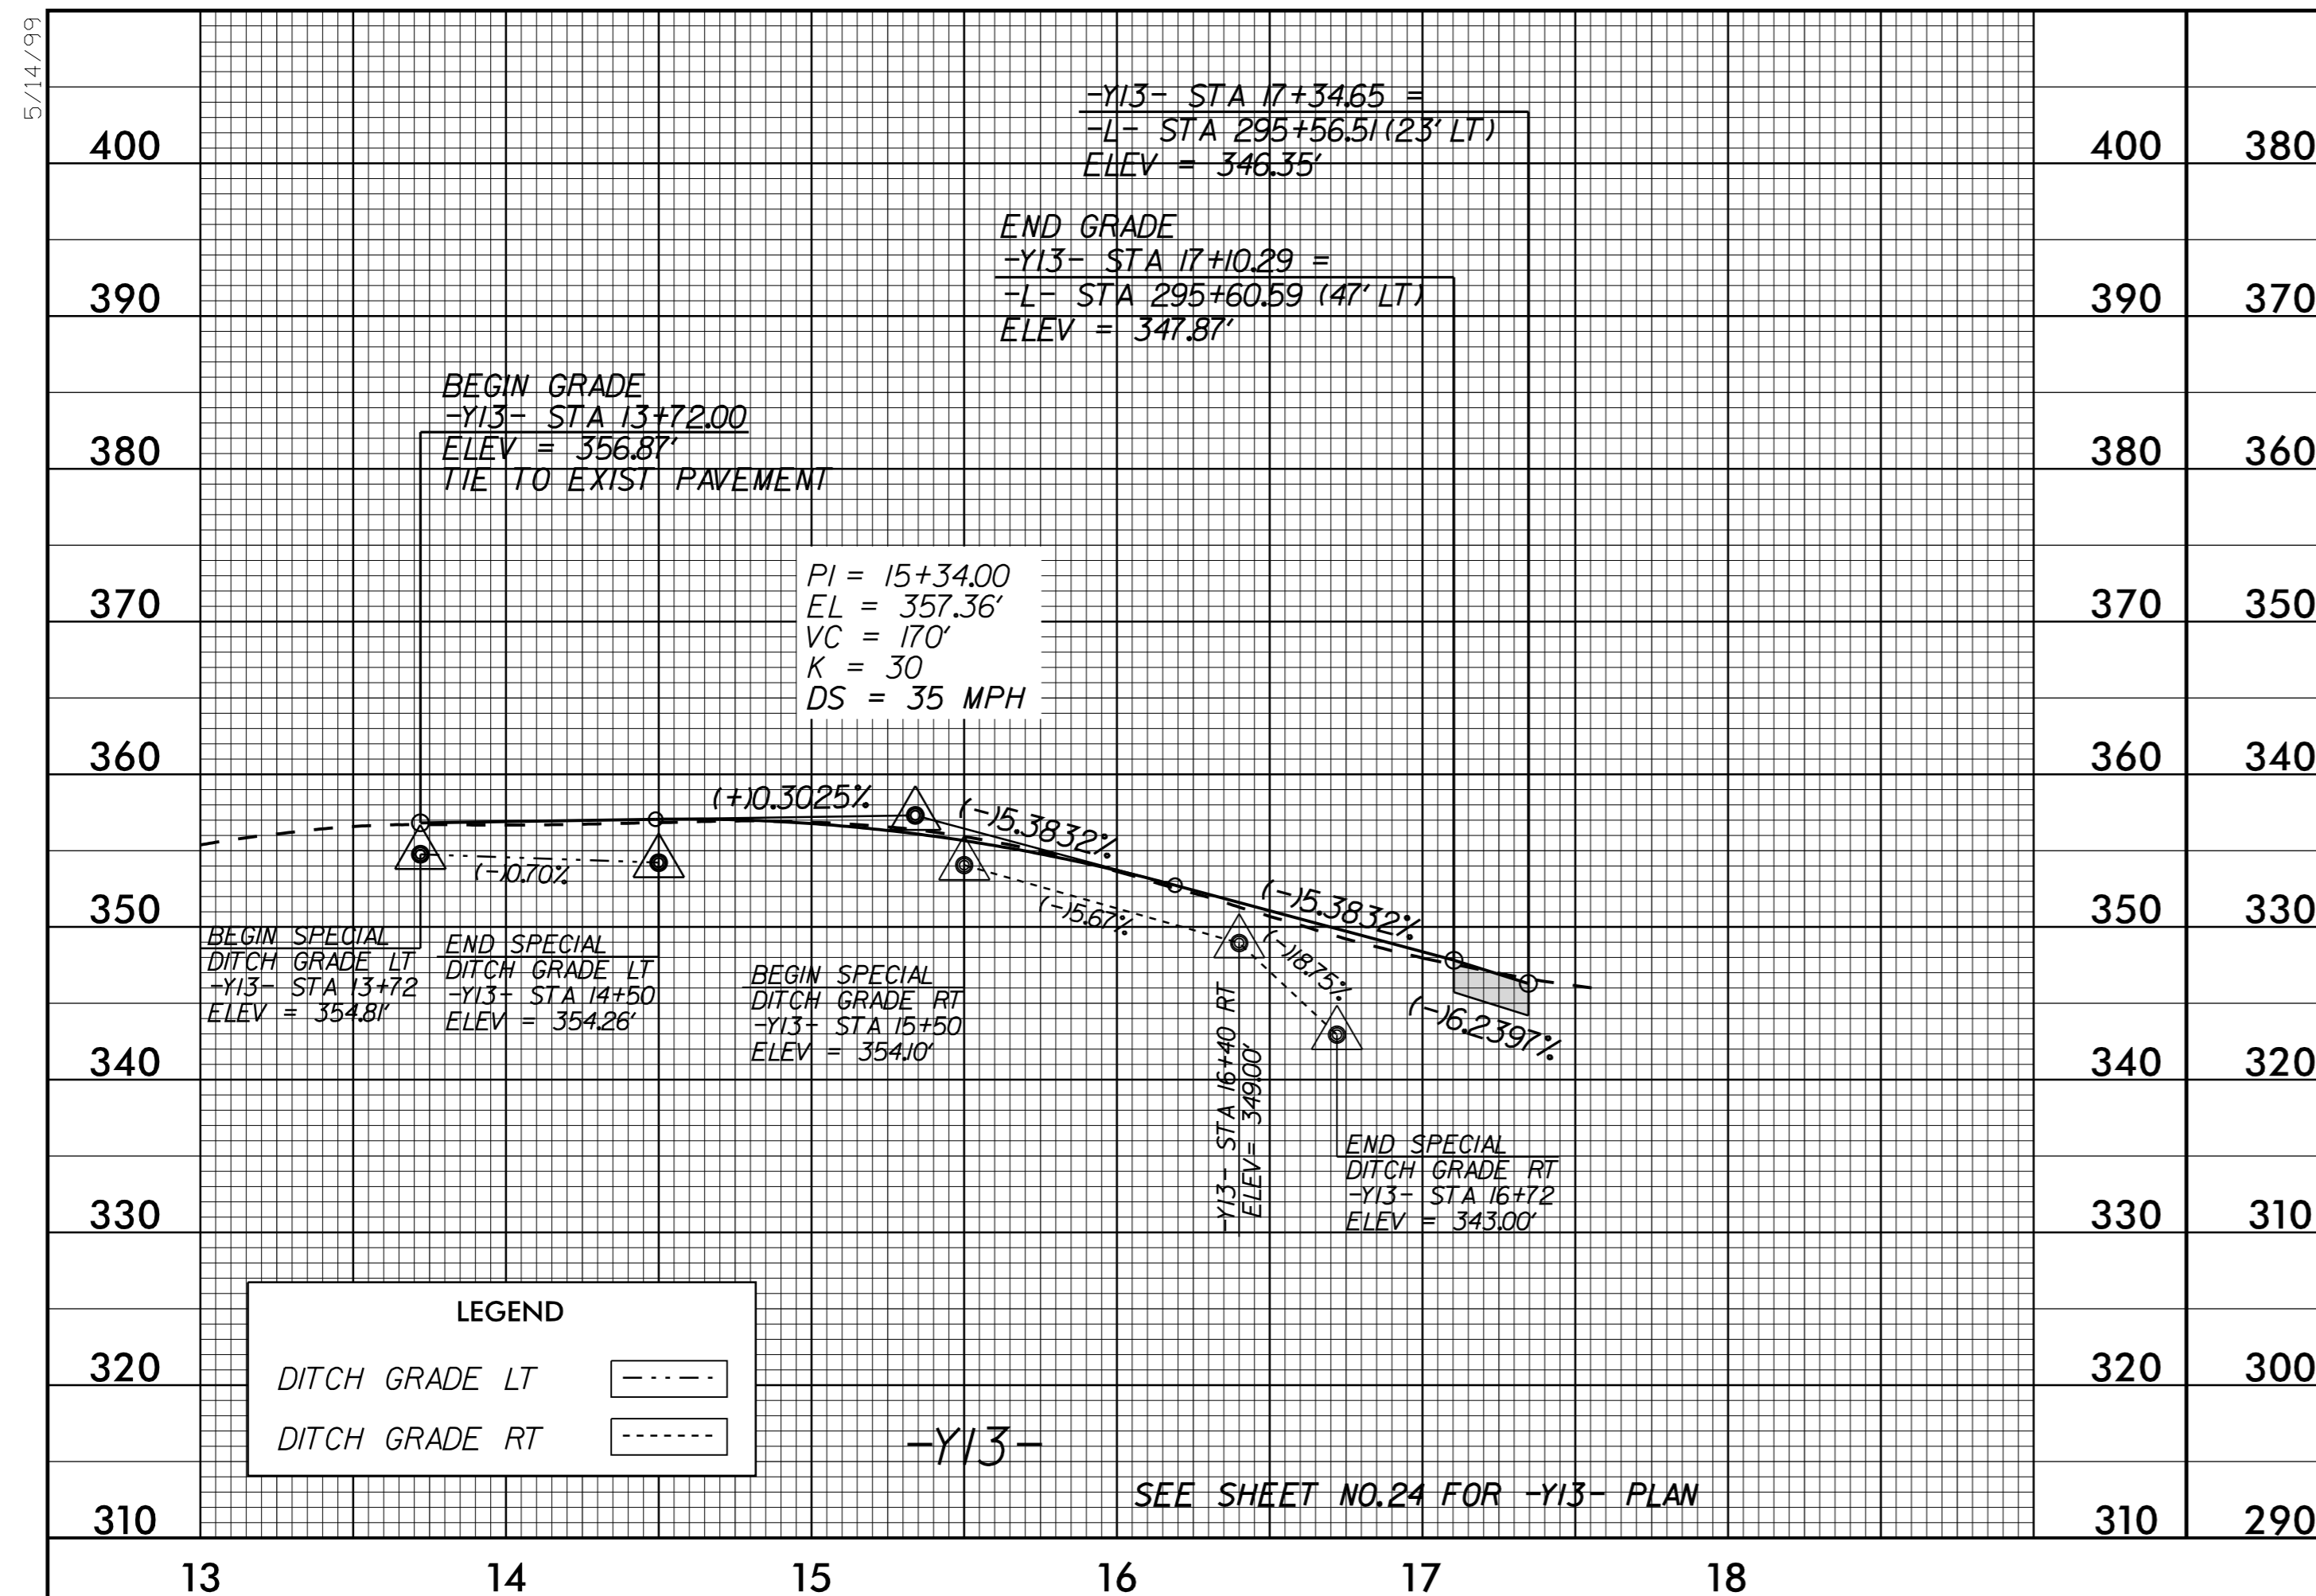 5/14/99
-Y13- STA 17+34.65 =
-L- STA 295+56.51 (23' LT)
ELEV = 346.35'
END GRADE
-Y13- STA 17+10.29 =
-L- STA 295+60.59 (47' LT)
ELEV = 347.87'
BEGIN GRADE
-Y13- STA 13+72.00
ELEV = 356.87'
TIE TO EXIST PAVEMENT
PI = 15+34.00
EL = 357.36'
VC = 170'
K = 30
DS = 35 MPH
400 400 380
390 390 370
380 380 360
370 370 350
360 360 340
350 350 330
340 340 320
330 330 310
320 320 300
310 310 290
(+)0.3025%
(-)5.3832%
(-)0.70%
(-)5.67%
(-)5.3832%
(-)18.75%
(-)6.2397%
BEGIN SPECIAL
DITCH GRADE LT
-Y13- STA 13+72
ELEV = 354.81'
END SPECIAL
DITCH GRADE LT
-Y13- STA 14+50
ELEV = 354.26'
BEGIN SPECIAL
DITCH GRADE RT
-Y13- STA 15+50
ELEV = 354.10'
-Y13- STA 16+40 RT
ELEV= 349.00'
END SPECIAL
DITCH GRADE RT
-Y13- STA 16+72
ELEV = 343.00'
LEGEND
DITCH GRADE LT
DITCH GRADE RT
-Y13-
SEE SHEET NO.24 FOR -Y13- PLAN
13 14 15 16 17 18